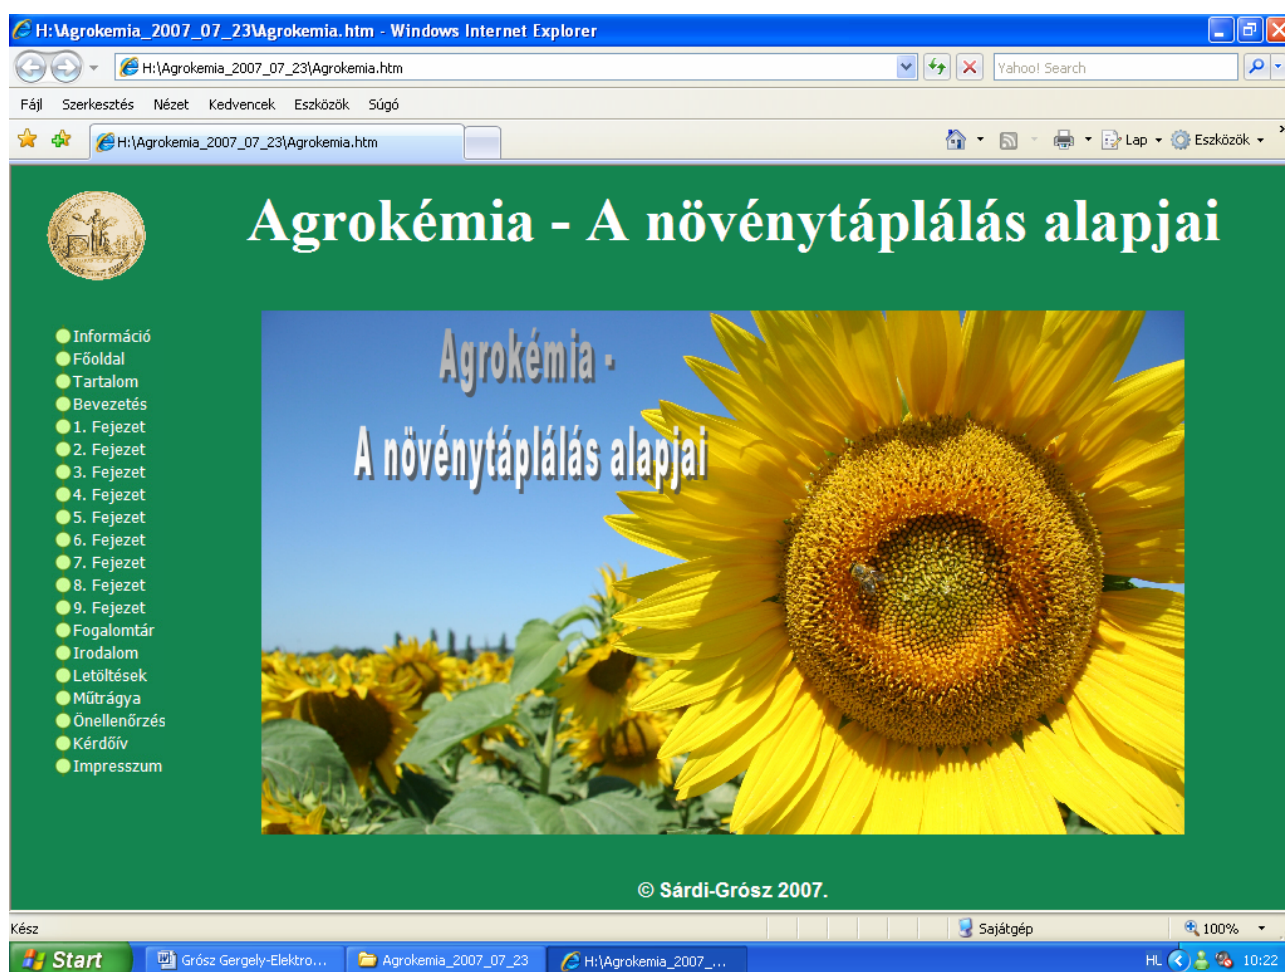 H:\Agrokemia_2007_07_23\Agrokemia.htm - Windows Internet Explorer
H:\Agrokemia_2007_07_23\Agrokemia.htm
Yahoo! Search
Fájl Szerkesztés Nézet Kedvencek Eszközök Súgó
H:\Agrokemia_2007_07_23\Agrokemia.htm
Lap Eszközök
Agrokémia - A növénytáplálás alapjai
Információ
Főoldal
Tartalom
Bevezetés
1. Fejezet
2. Fejezet
3. Fejezet
4. Fejezet
5. Fejezet
6. Fejezet
7. Fejezet
8. Fejezet
9. Fejezet
Fogalomtár
Irodalom
Letöltések
Műtrágya
Önellenőrzés
Kérdőív
Impresszum
Agrokémia -
A növénytáplálás alapjai
© Sárdi-Grósz 2007.
Kész
Sajátgép
100%
Start
Grósz Gergely-Elektro...
Agrokemia_2007_07_23
H:\Agrokemia_2007_...
10:22